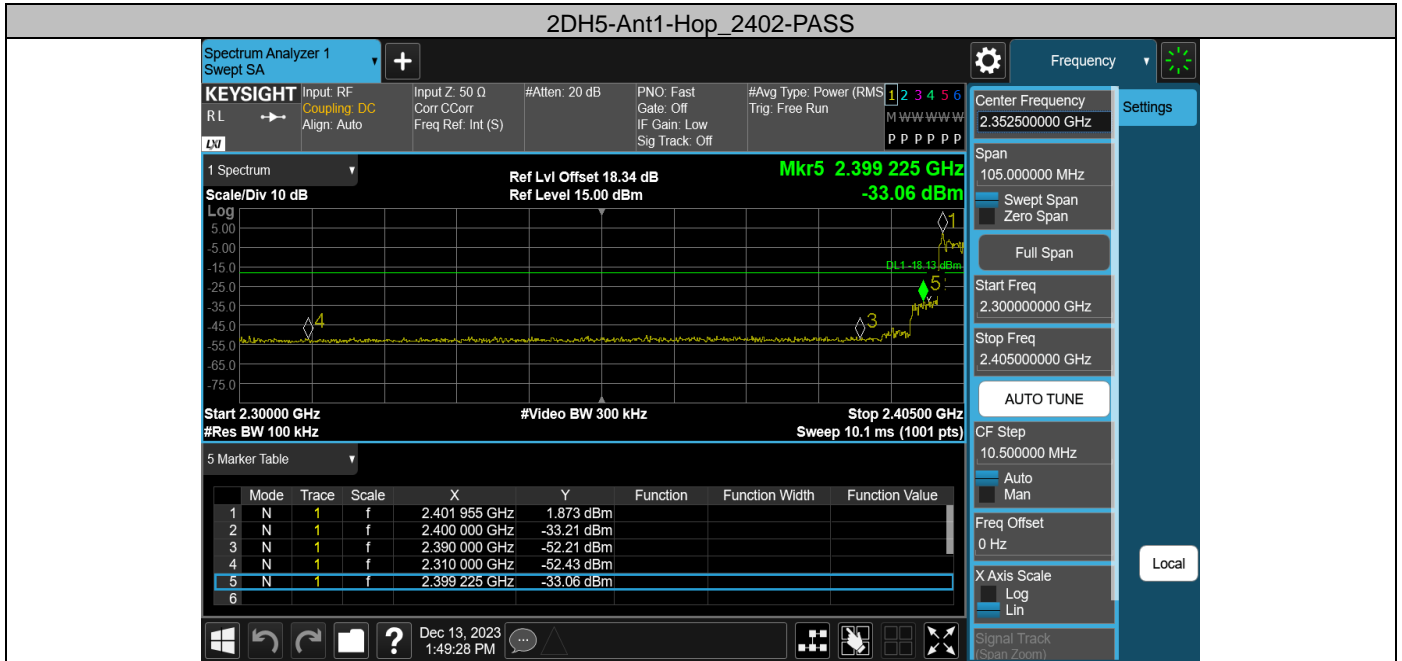 2DH5-Ant1-Hop_2402-PASS
Spectrum Analyzer 1
Swept SA
+
Frequency
KEYSIGHT
RL
LXI
Input: RF
Coupling: DC
Align: Auto
Input Z: 50 Ω
Corr CCorr
Freq Ref: Int (S)
#Atten: 20 dB
PNO: Fast
Gate: Off
IF Gain: Low
Sig Track: Off
#Avg Type: Power (RMS
Trig: Free Run
1 2 3 4 5 6
M W W W W W
P P P P P P
1 Spectrum
Scale/Div 10 dB
Ref Lvl Offset 18.34 dB
Ref Level 15.00 dBm
Mkr5 2.399 225 GHz
-33.06 dBm
Log
5.00
-5.00
-15.0
-25.0
-35.0
-45.0
-55.0
-65.0
-75.0
1
DL1 -18.13 dBm
5
3
4
Start 2.30000 GHz
#Video BW 300 kHz
Stop 2.40500 GHz
#Res BW 100 kHz
Sweep 10.1 ms (1001 pts)
5 Marker Table
Mode Trace Scale X Y Function Function Width Function Value
1 N 1 f 2.401 955 GHz 1.873 dBm
2 N 1 f 2.400 000 GHz -33.21 dBm
3 N 1 f 2.390 000 GHz -52.21 dBm
4 N 1 f 2.310 000 GHz -52.43 dBm
5 N 1 f 2.399 225 GHz -33.06 dBm
6
?
Dec 13, 2023
1:49:28 PM
Settings
Center Frequency
2.352500000 GHz
Span
105.000000 MHz
Swept Span
Zero Span
Full Span
Start Freq
2.300000000 GHz
Stop Freq
2.405000000 GHz
AUTO TUNE
CF Step
10.500000 MHz
Auto
Man
Freq Offset
0 Hz
X Axis Scale
Log
Lin
Signal Track
(Span Zoom)
Local